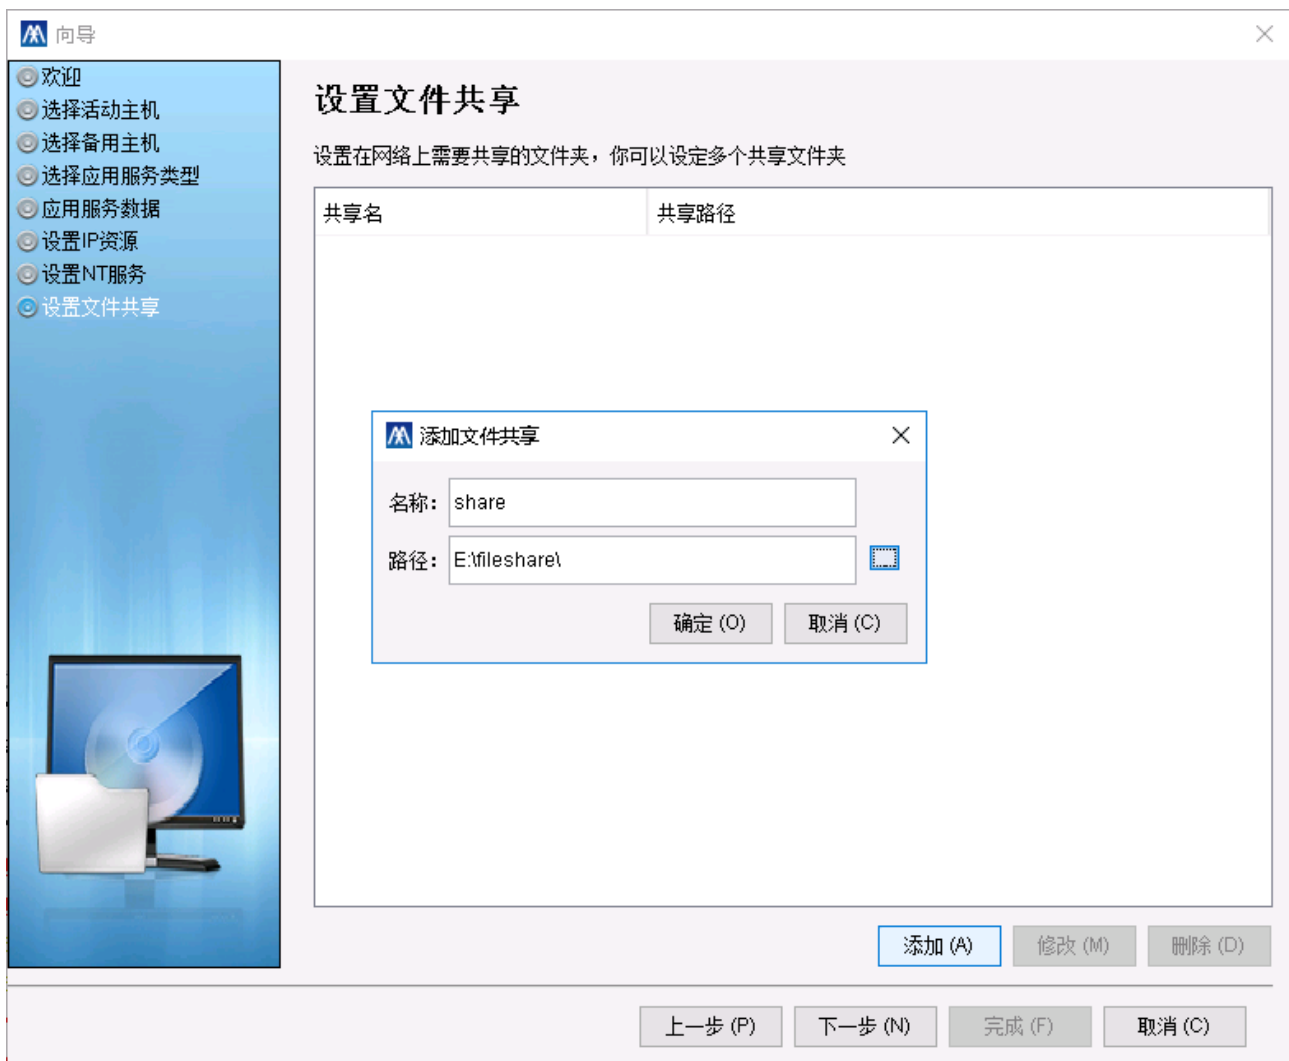 向导
欢迎
选择活动主机
选择备用主机
选择应用服务类型
应用服务数据
设置IP资源
设置NT服务
设置文件共享
设置文件共享
设置在网络上需要共享的文件夹，你可以设定多个共享文件夹
共享名 共享路径
添加文件共享
名称： share
路径： E:\fileshare\
确定 (O) 取消 (C)
添加 (A) 修改 (M) 删除 (D)
上一步 (P) 下一步 (N) 完成 (F) 取消 (C)